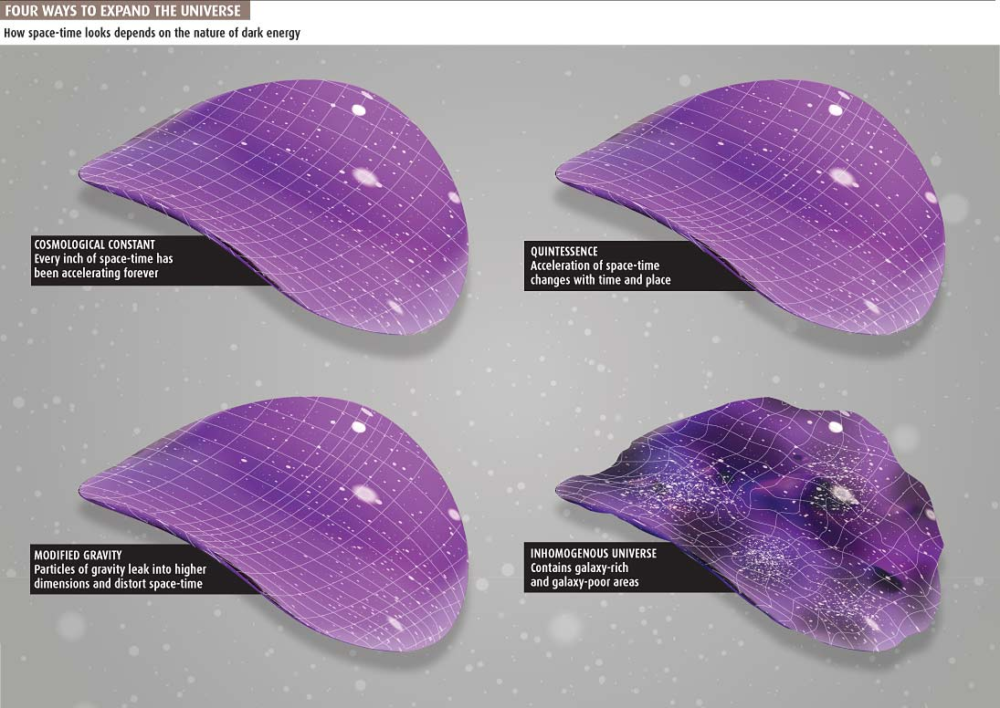 FOUR WAYS TO EXPAND THE UNIVERSE
How space-time looks depends on the nature of dark energy
COSMOLOGICAL CONSTANT
Every inch of space-time has
been accelerating forever
QUINTESSENCE
Acceleration of space-time
changes with time and place
MODIFIED GRAVITY
Particles of gravity leak into higher
dimensions and distort space-time
INHOMOGENOUS UNIVERSE
Contains galaxy-rich
and galaxy-poor areas